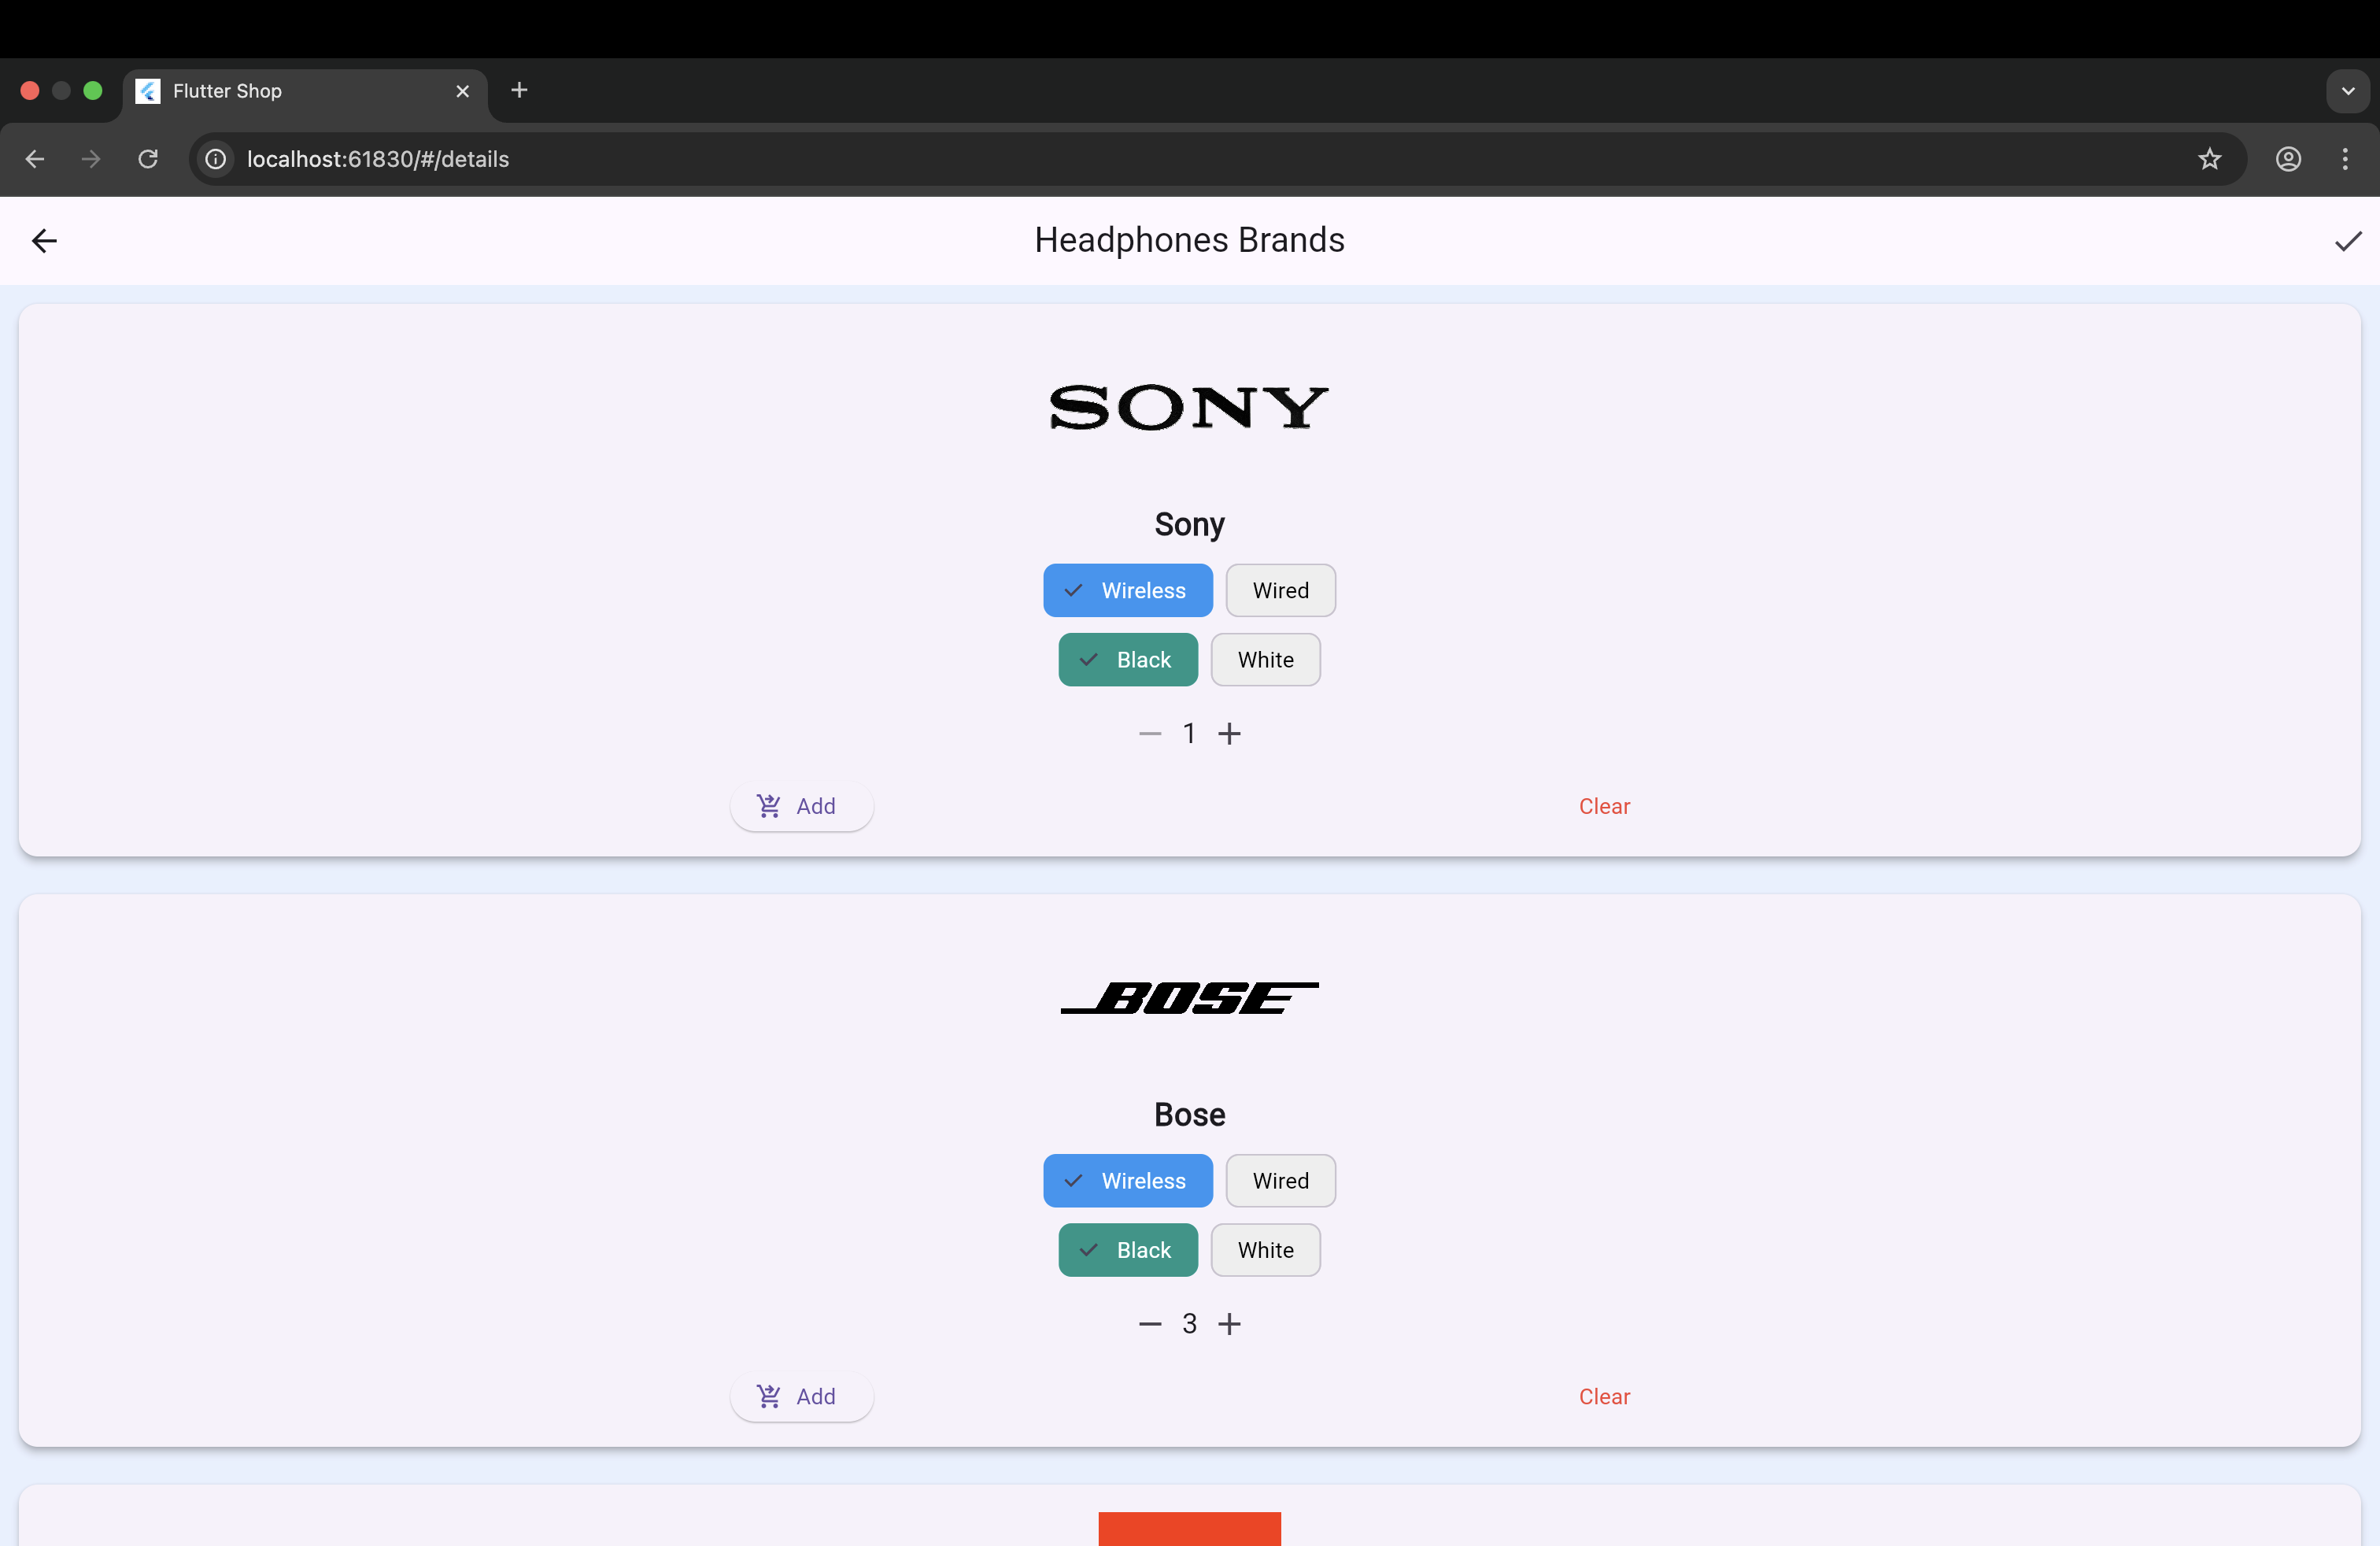 Flutter Shop
localhost:61830/#/details
Headphones Brands
SONY
Sony
Wireless Wired
Black White
1
Add Clear
BOSE
Bose
Wireless Wired
Black White
3
Add Clear